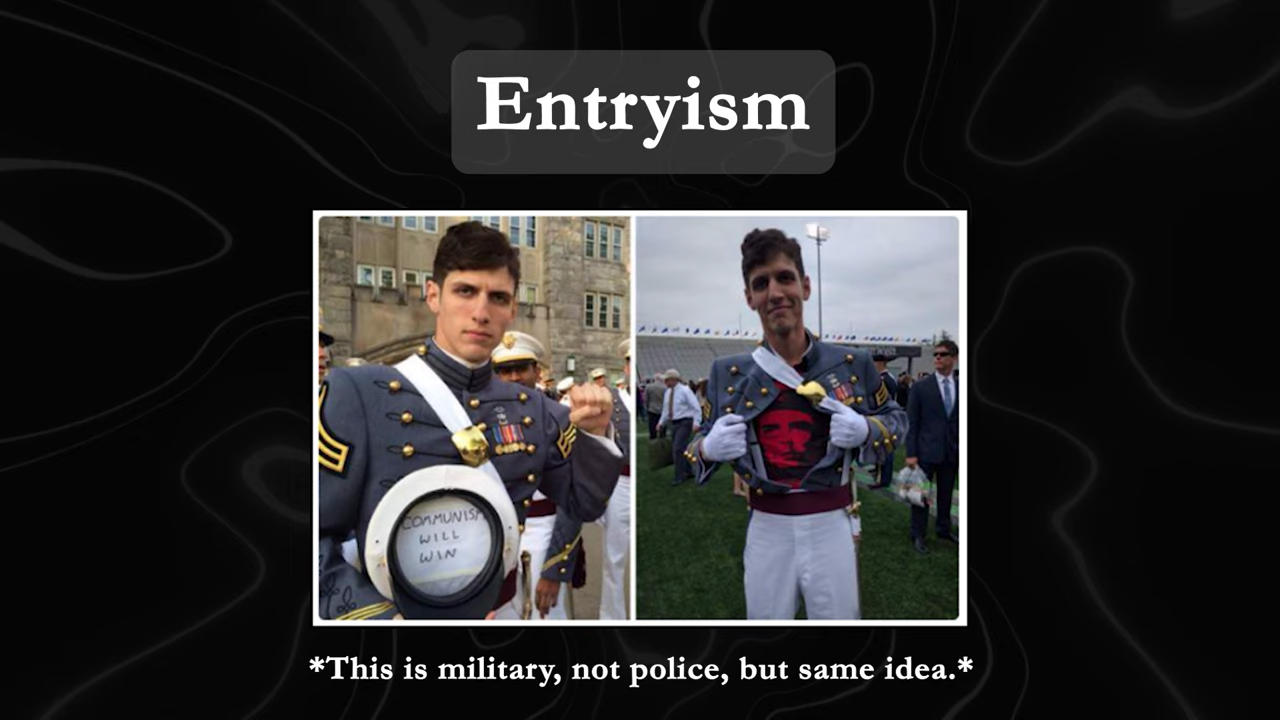 Entryism
COMMUNISM
WILL
WIN
*This is military, not police, but same idea.*